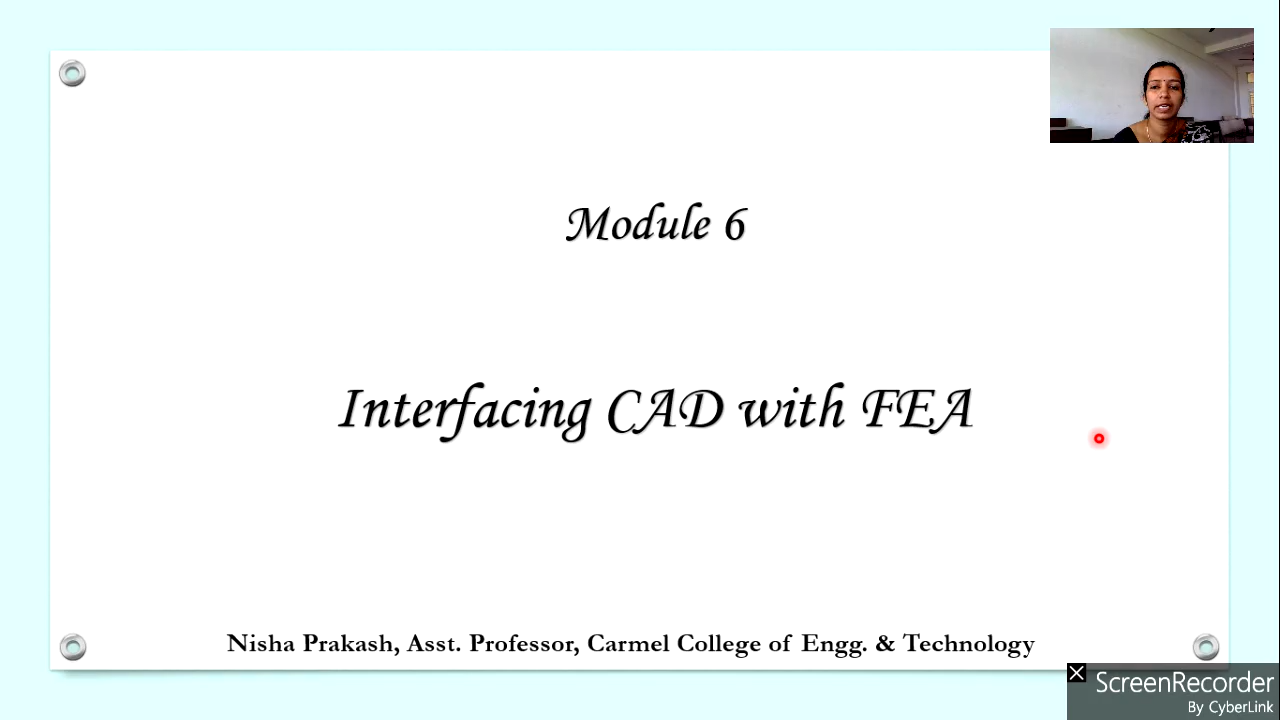 Module 6
Interfacing CAD with FEA
Nisha Prakash, Asst. Professor, Carmel College of Engg. & Technology
ScreenRecorder
By CyberLink